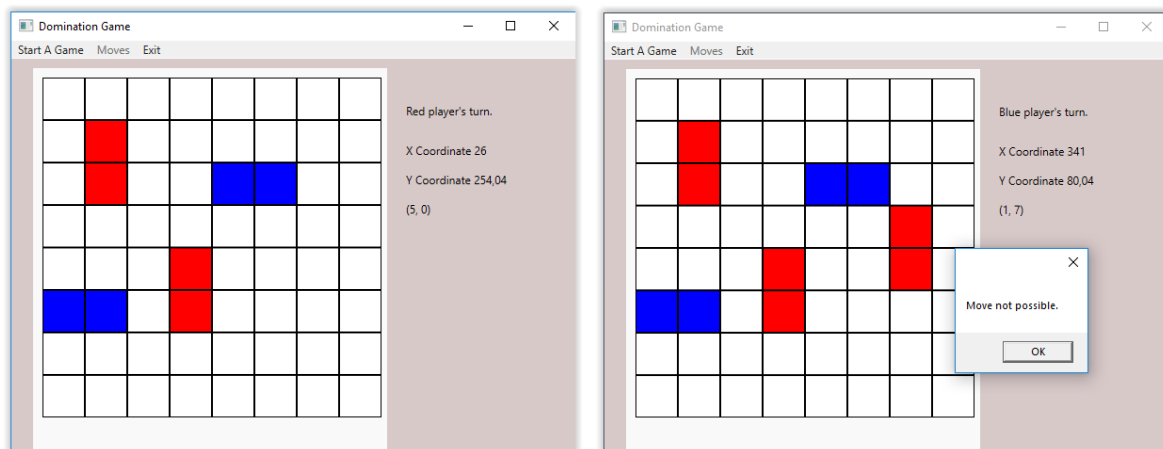 Domination Game
Start A Game Moves Exit
Red player's turn.
X Coordinate 26
Y Coordinate 254,04
(5, 0)
Domination Game
Start A Game Moves Exit
Blue player's turn.
X Coordinate 341
Y Coordinate 80,04
(1, 7)
Move not possible.
OK